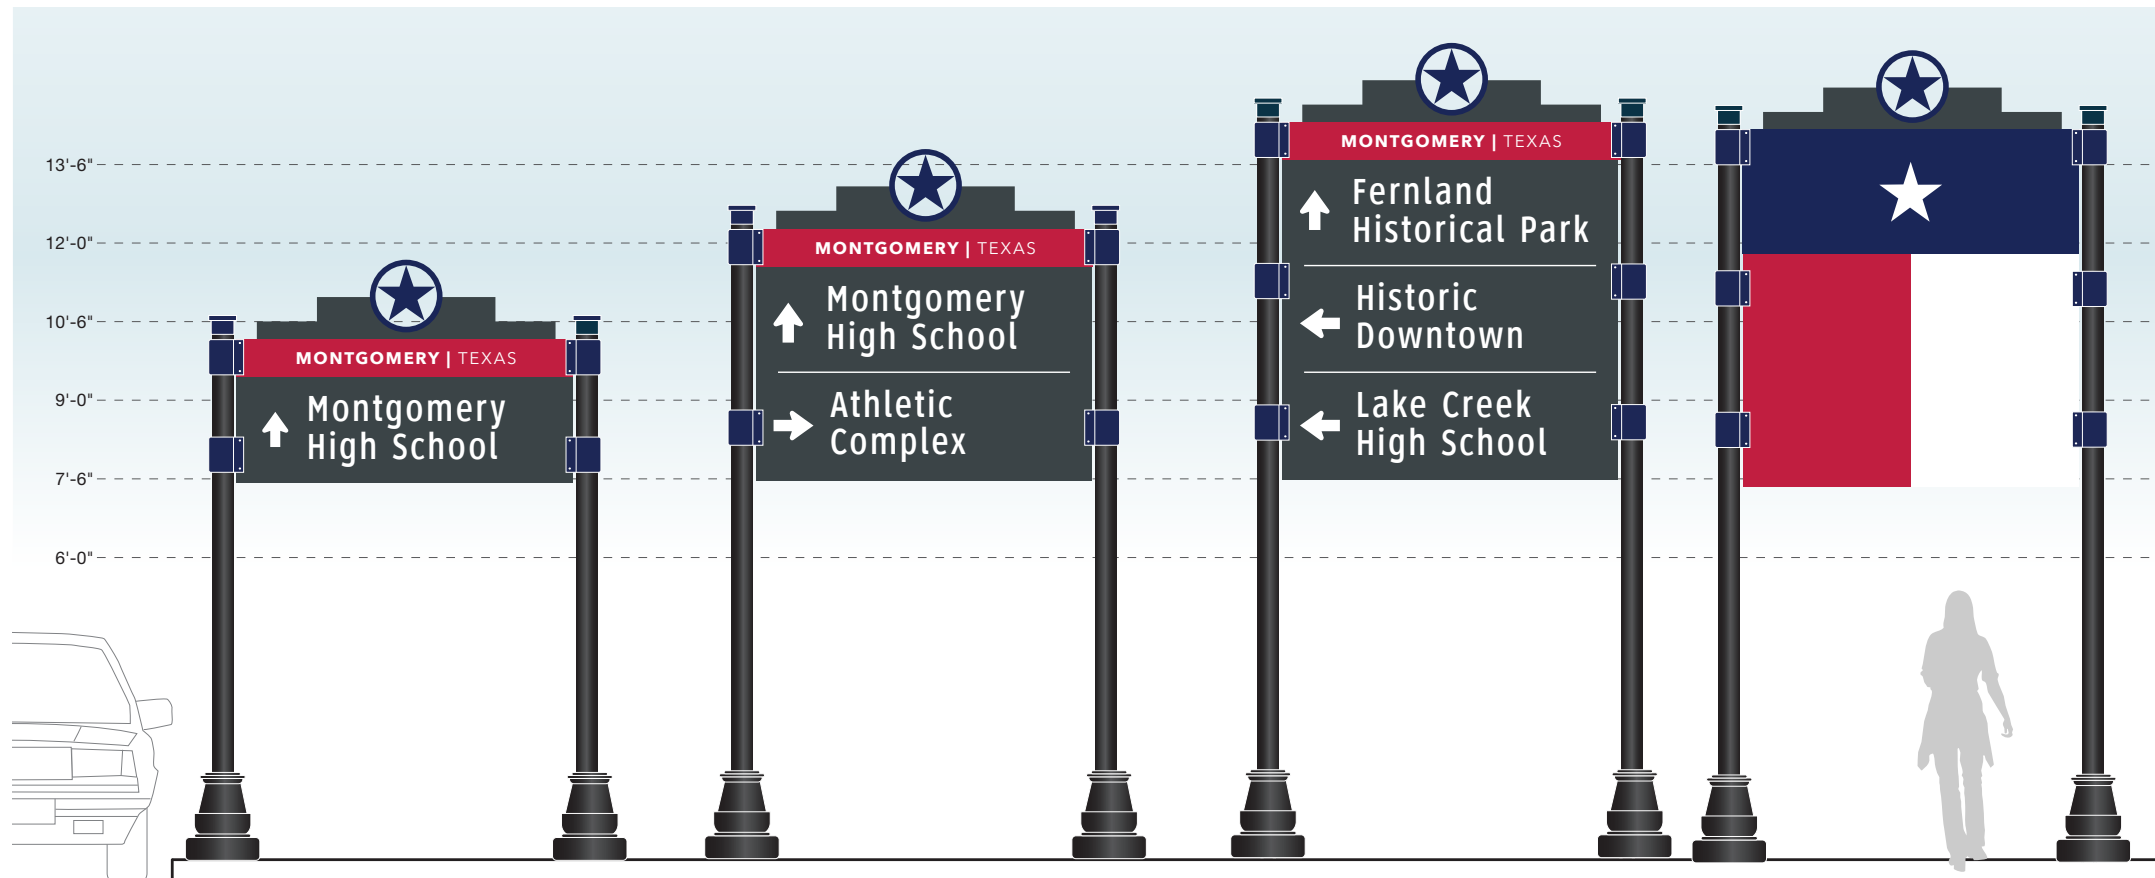 13'-6"
12'-0"
10'-6"
9'-0"
7'-6"
6'-0"
MONTGOMERY | TEXAS
Montgomery
High School
MONTGOMERY | TEXAS
Montgomery
High School
Athletic
Complex
MONTGOMERY | TEXAS
Fernland
Historical Park
Historic
Downtown
Lake Creek
High School